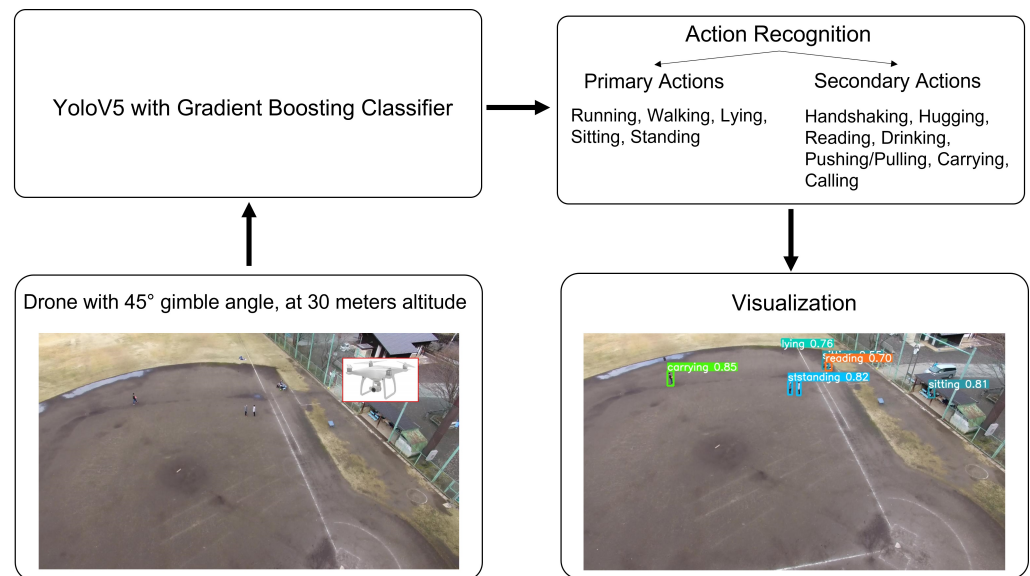 YoloV5 with Gradient Boosting Classifier
Action Recognition
Primary Actions
Running, Walking, Lying,
Sitting, Standing
Secondary Actions
Handshaking, Hugging,
Reading, Drinking,
Pushing/Pulling, Carrying,
Calling
Drone with 45° gimble angle, at 30 meters altitude
Visualization
lying 0.76
reading 0.70
carrying 0.85
ststanding 0.82
sitting 0.81